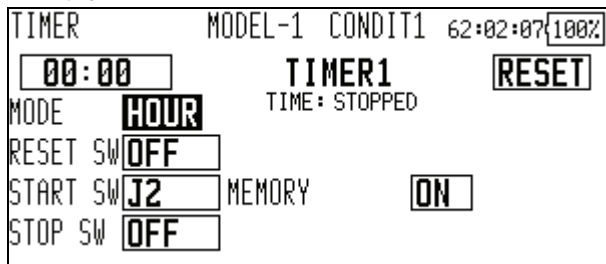 TIMER MODEL-1 CONDIT1 62:02:07 100%
00:00 TIMER1 RESET
TIME: STOPPED
MODE HOUR
RESET SW OFF
START SW J2 MEMORY ON
STOP SW OFF